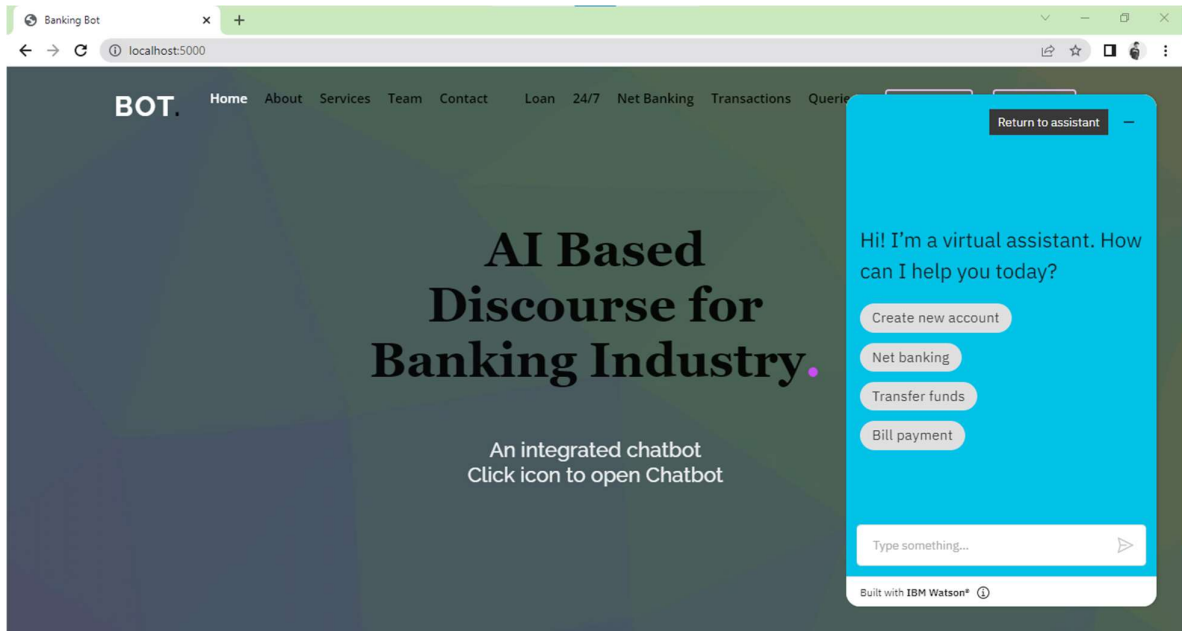 Banking Bot
localhost:5000
BOT.
Home About Services Team Contact Loan 24/7 Net Banking Transactions
Return to assistant
AI Based
Discourse for
Banking Industry.
An integrated chatbot
Click icon to open Chatbot
Hi! I’m a virtual assistant. How
can I help you today?
Create new account
Net banking
Transfer funds
Bill payment
Type something...
Built with IBM Watson®